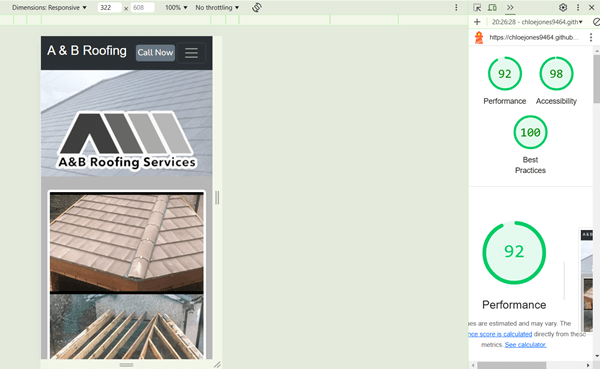 Dimensions: Responsive ▼ 322 × 608 100% ▼ No throttling ▼
20:26:28 - chloejones9464.gith
https://chloejones9464.github...
A & B Roofing
Call Now
A&B Roofing Services
92
Performance
98
Accessibility
100
Best
Practices
92
Performance
es are estimated and may vary. The
nce score is calculated directly from these
metrics. See calculator.